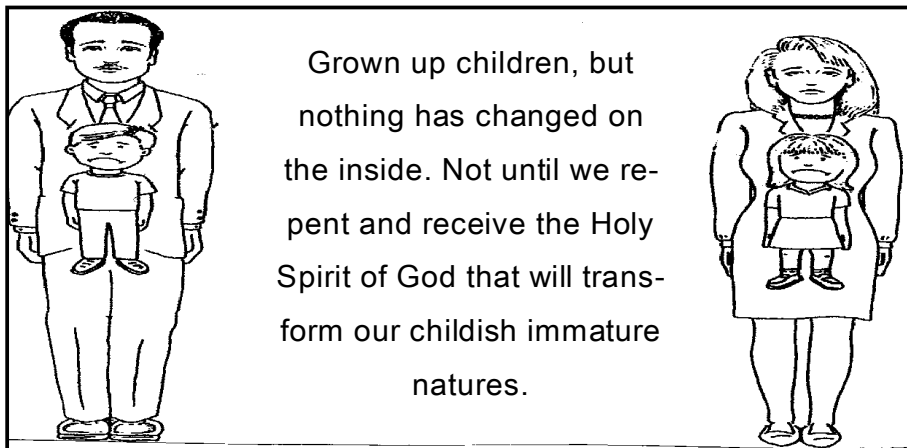 Grown up children, but
nothing has changed on
the inside. Not until we re-
pent and receive the Holy
Spirit of God that will trans-
form our childish immature
natures.